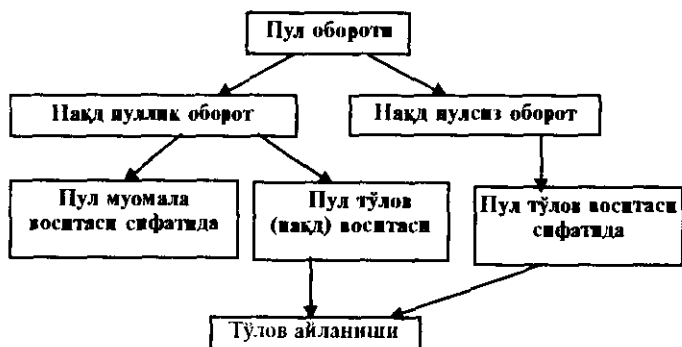 Пул обороти
Нақд пуллик оборот
Нақд пулсиз оборот
Пул муомала
воситаси сифатида
Пул тўлов
(нақд) воситаси
Пул тўлов воситаси
сифатида
Тўлов айланиши